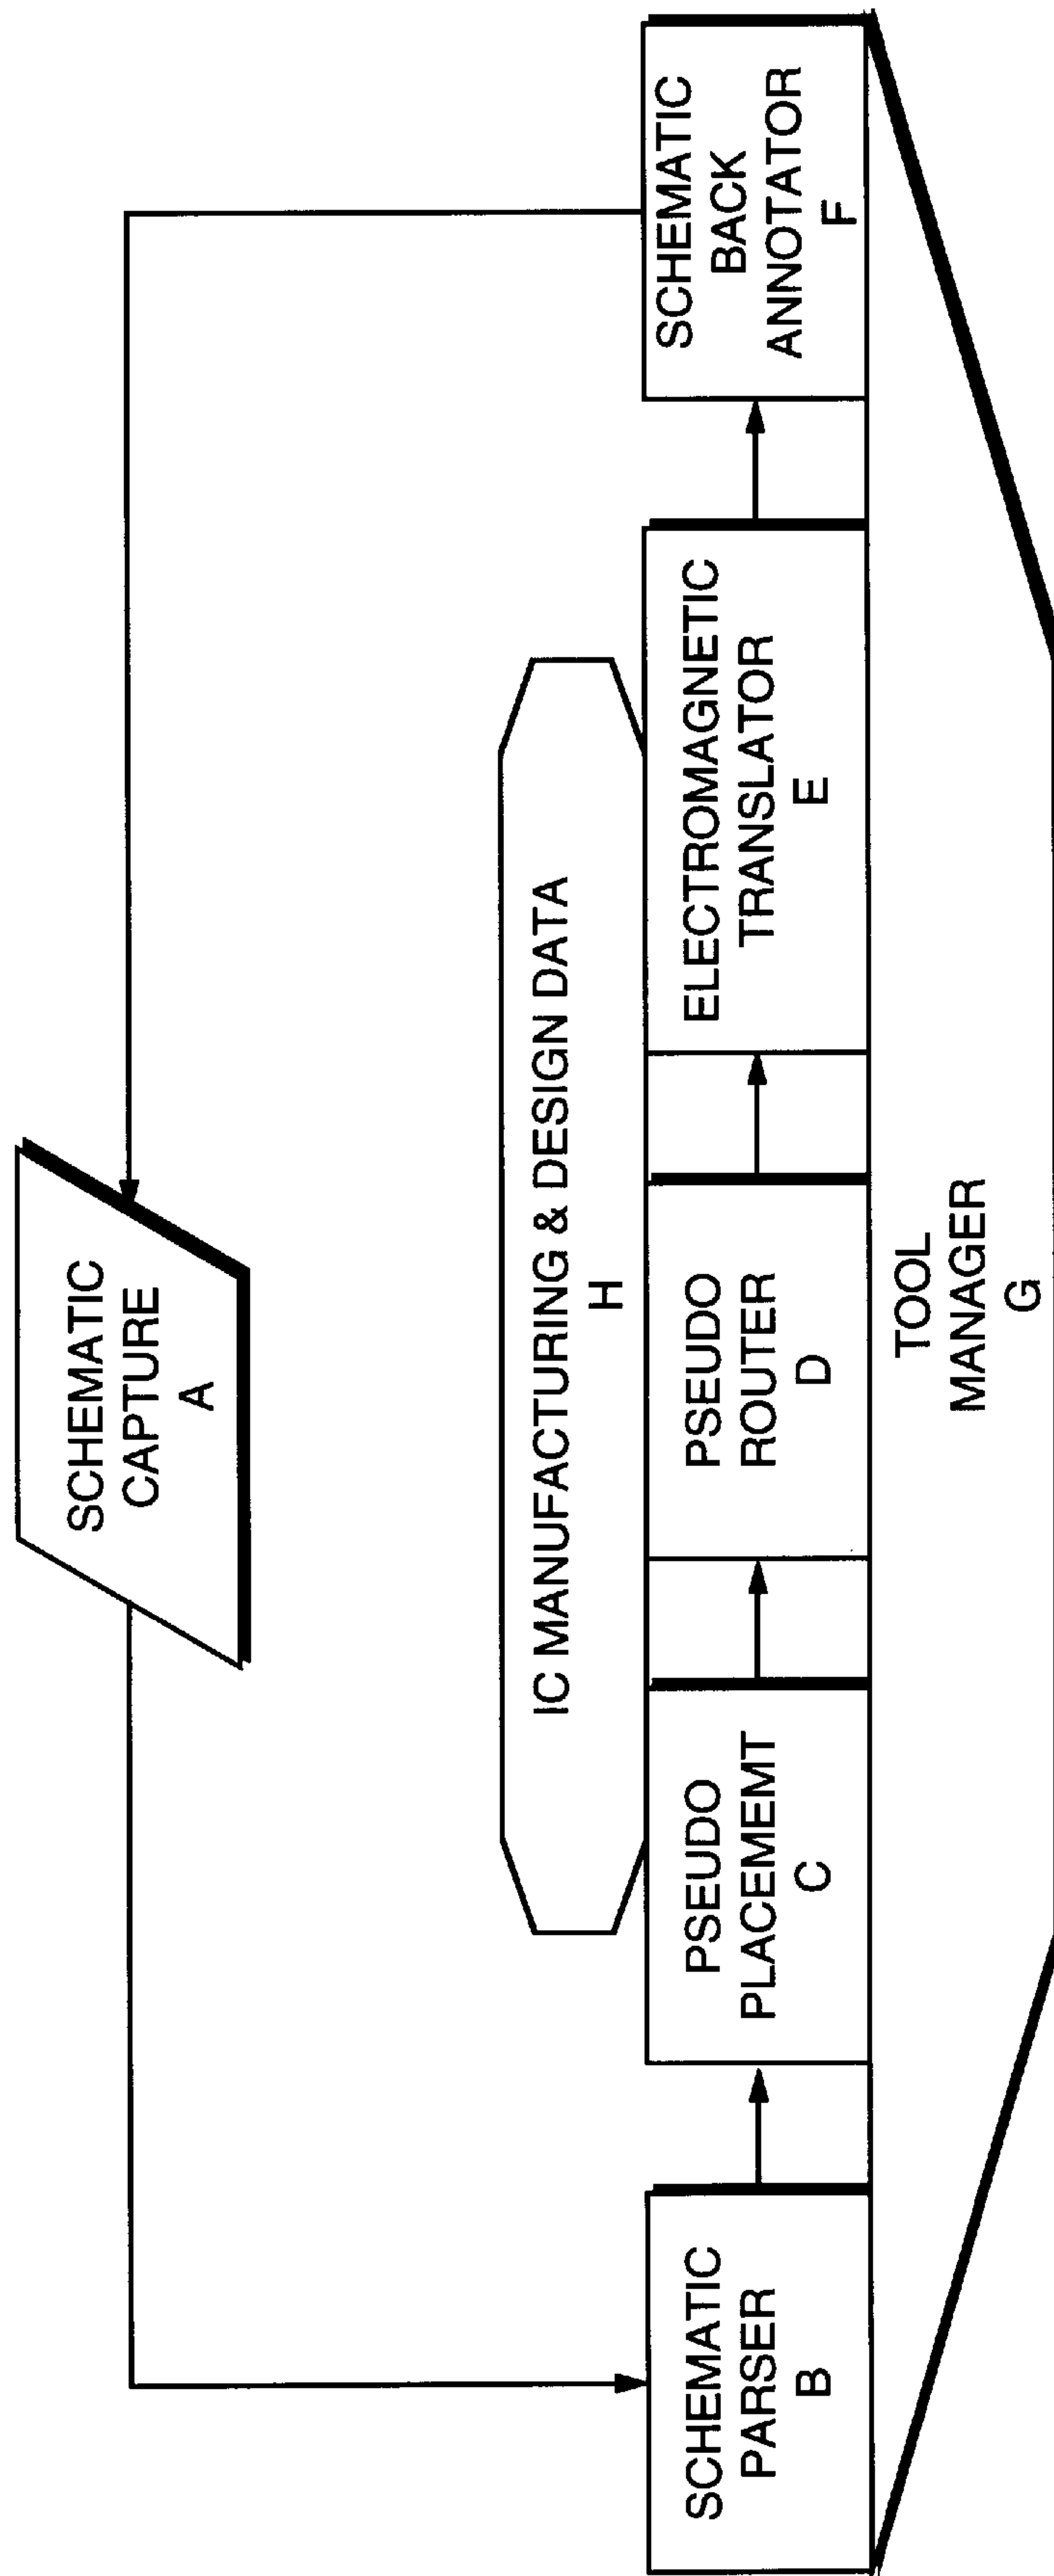 SCHEMATIC
CAPTURE
A
IC MANUFACTURING & DESIGN DATA
H
SCHEMATIC
PARSER
B
PSEUDO
PLACEMEMT
C
PSEUDO
ROUTER
D
ELECTROMAGNETIC
TRANSLATOR
E
SCHEMATIC
BACK
ANNOTATOR
F
TOOL
MANAGER
G